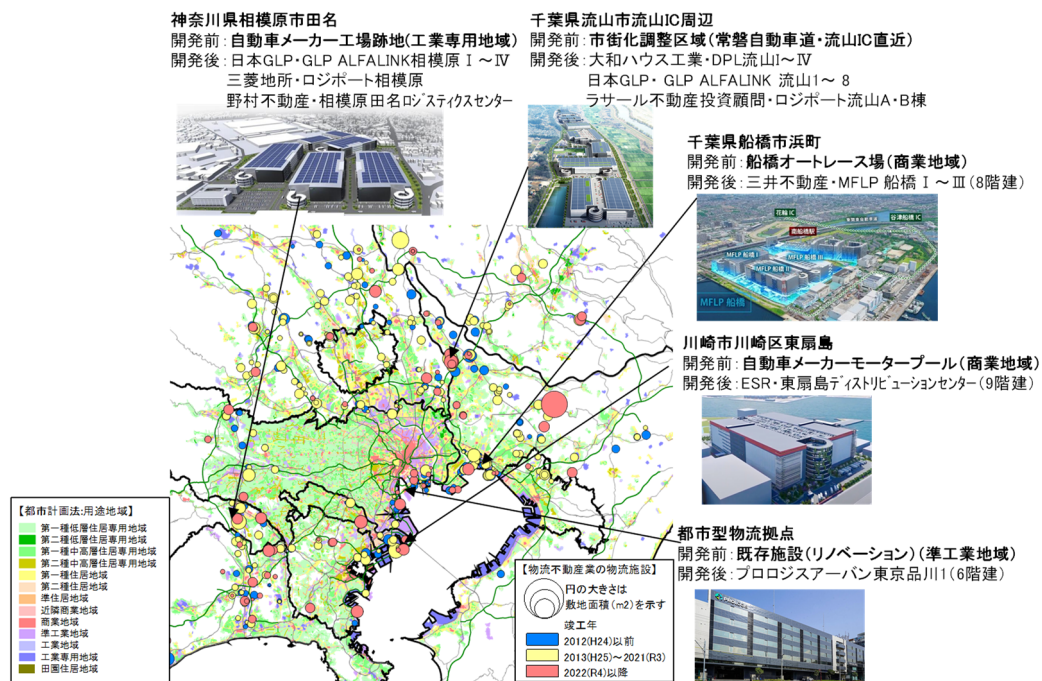 神奈川県相模原市田名
開発前：自動車メーカー工場跡地(工業専用地域)
開発後：日本GLP・GLP ALFALINK相模原 Ⅰ～Ⅳ
三菱地所・ロジポート相模原
野村不動産・相模原田名ﾛｼﾞｽﾃｨｸｽセンター
千葉県流山市流山IC周辺
開発前：市街化調整区域(常磐自動車道・流山IC直近)
開発後：大和ハウス工業・DPL流山Ⅰ～Ⅳ
日本GLP・ GLP ALFALINK 流山1～ 8
ラサール不動産投資顧問・ロジポート流山A・B棟
千葉県船橋市浜町
開発前：船橋オートレース場(商業地域)
開発後：三井不動産・MFLP 船橋 Ⅰ～Ⅲ(8階建)
花輪 IC
谷津船橋 IC
南船橋駅
MFLP 船橋 Ⅰ
MFLP 船橋 Ⅲ
MFLP 船橋 Ⅱ
MFLP 船橋
川崎市川崎区東扇島
開発前：自動車メーカーモータープール(商業地域)
開発後：ESR・東扇島ﾃﾞｨｽﾄﾘﾋﾞｭｰｼｮﾝセンター(9階建)
都市型物流拠点
開発前：既存施設(リノベーション)(準工業地域)
開発後：プロロジスアーバン東京品川1(6階建)
【都市計画法:用途地域】
第一種低層住居専用地域
第二種低層住居専用地域
第一種中高層住居専用地域
第二種中高層住居専用地域
第一種住居地域
第二種住居地域
準住居地域
近隣商業地域
商業地域
準工業地域
工業地域
工業専用地域
田園住居地域
【物流不動産業の物流施設】
円の大きさは
敷地面積(m2)を示す
竣工年
2012(H24)以前
2013(H25)～2021(R3)
2022(R4)以降